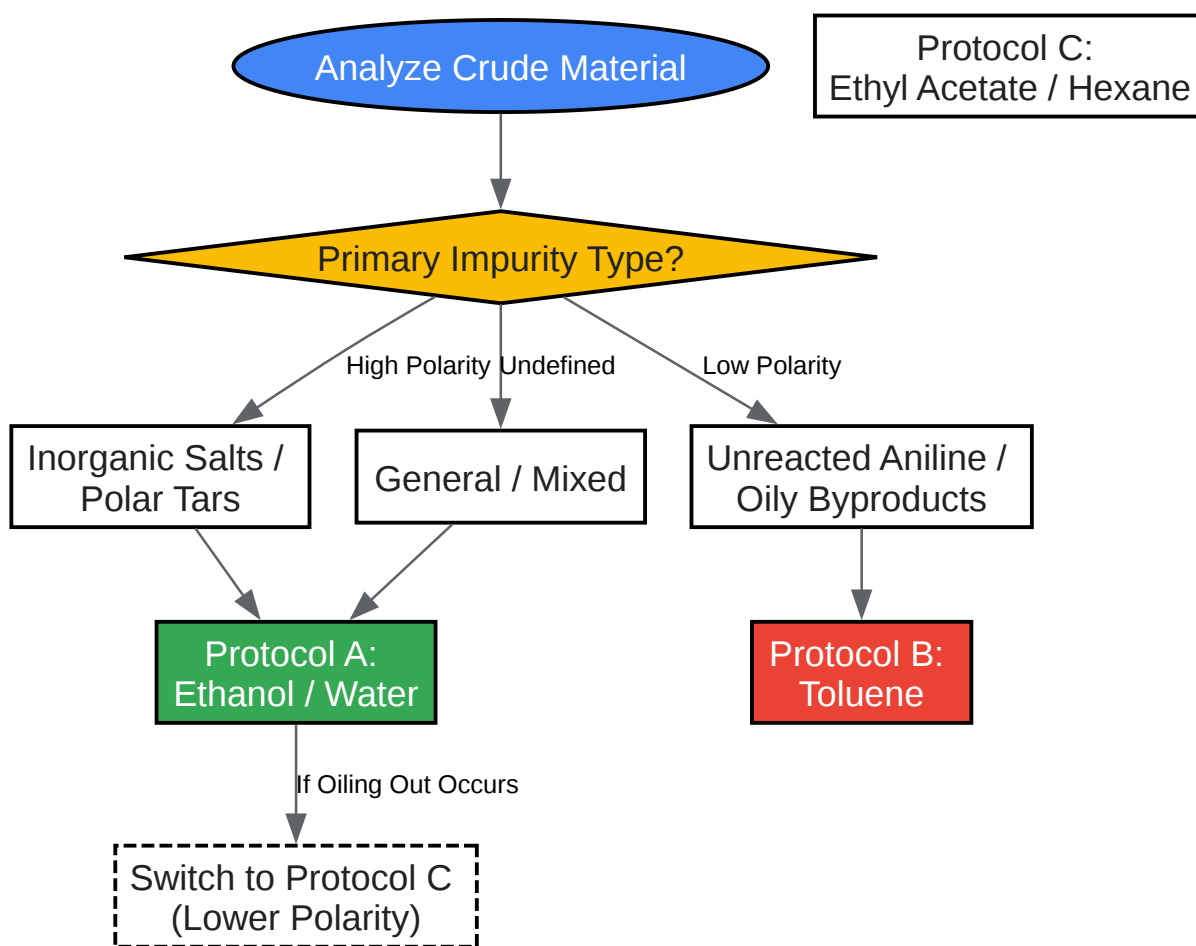 Analyze Crude Material
Protocol C:
Ethyl Acetate / Hexane
Primary Impurity Type?
High Polarity
Undefined
Low Polarity
Inorganic Salts /
Polar Tars
General / Mixed
Unreacted Aniline /
Oily Byproducts
Protocol A:
Ethanol / Water
Protocol B:
Toluene
If Oiling Out Occurs
Switch to Protocol C
(Lower Polarity)